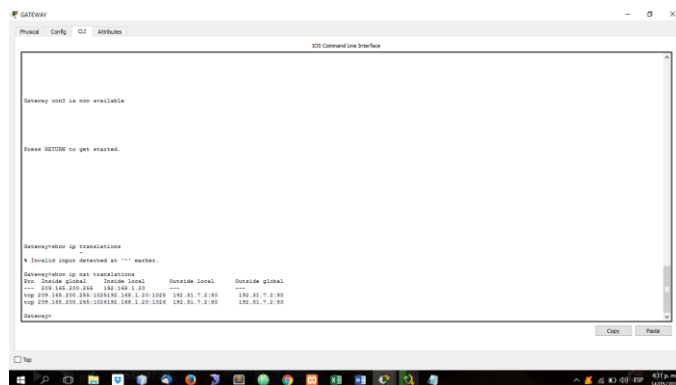 GATEWAY
Physical Config CLI Attributes
IOS Command Line Interface
Gateway con0 is now available
Press RETURN to get started.
Gateway>show ip translations
^
% Invalid input detected at '^' marker.
Gateway>show ip nat translations
Pro Inside global Inside local Outside local Outside global
--- 209.165.200.255 192.168.1.20 --- ---
tcp 209.165.200.255:1025192.168.1.20:1025 192.31.7.2:80 192.31.7.2:80
tcp 209.165.200.255:1026192.168.1.20:1026 192.31.7.2:80 192.31.7.2:80
Gateway>
Copy Paste
Top
ESP 4:31 p. m.